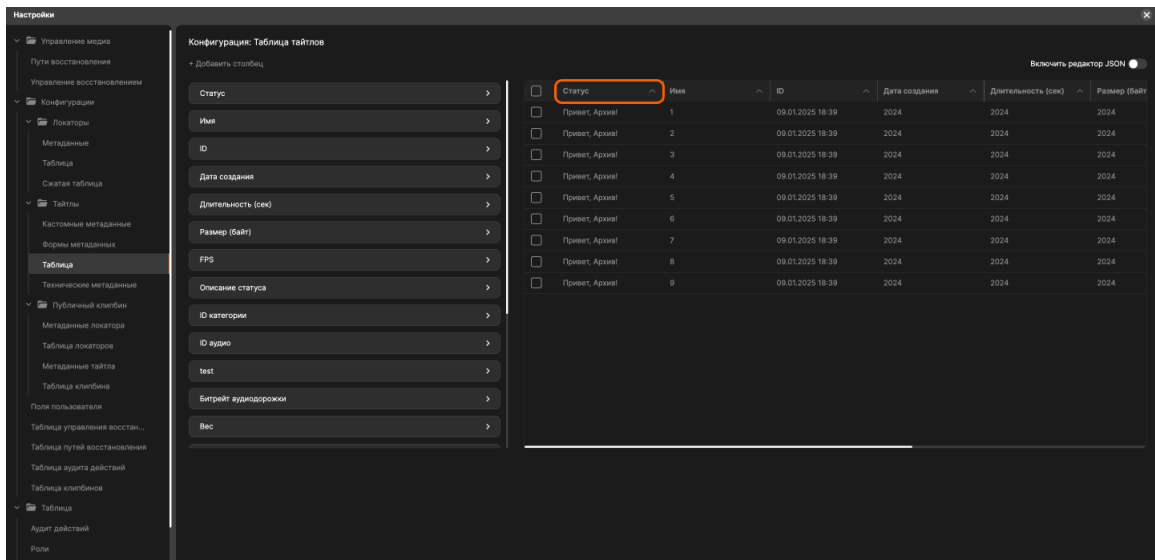 Настройки
Управление медиа
Пути восстановления
Управление восстановлением
Конфигурации
Локаторы
Метаданные
Таблица
Сжатая таблица
Тайтлы
Кастомные метаданные
Формы метаданных
Таблица
Технические метаданные
Публичный клипбин
Метаданные локатора
Таблица локаторов
Метаданные тайтла
Таблица клипбина
Поля пользователя
Таблица управления восстан...
Таблица путей восстановления
Таблица аудита действий
Таблица клипбинов
Таблица
Аудит действий
Роли
Конфигурация: Таблица тайтлов
+ Добавить столбец
Включить редактор JSON
Статус
Имя
ID
Дата создания
Длительность (сек)
Размер (байт)
FPS
Описание статуса
ID категории
ID аудио
test
Битрейт аудиодорожки
Вес
Статус Имя ID Дата создания Длительность (сек) Размер (байт
Привет, Архив! 1 09.01.2025 18:39 2024 2024 2024
Привет, Архив! 2 09.01.2025 18:39 2024 2024 2024
Привет, Архив! 3 09.01.2025 18:39 2024 2024 2024
Привет, Архив! 4 09.01.2025 18:39 2024 2024 2024
Привет, Архив! 5 09.01.2025 18:39 2024 2024 2024
Привет, Архив! 6 09.01.2025 18:39 2024 2024 2024
Привет, Архив! 7 09.01.2025 18:39 2024 2024 2024
Привет, Архив! 8 09.01.2025 18:39 2024 2024 2024
Привет, Архив! 9 09.01.2025 18:39 2024 2024 2024